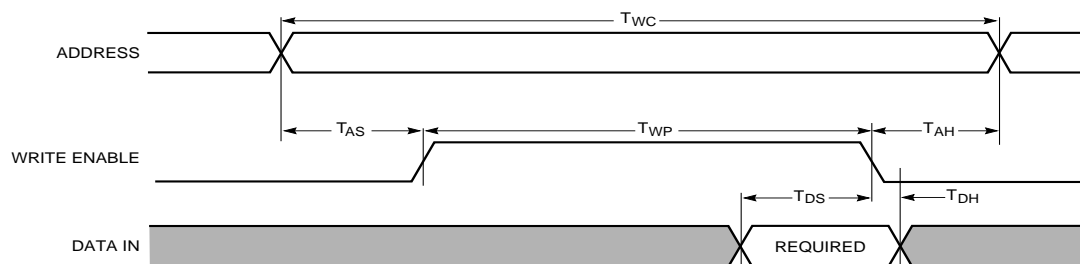 TWC
ADDRESS
TAS
TWP
TAH
WRITE ENABLE
TDS
TDH
DATA IN
REQUIRED